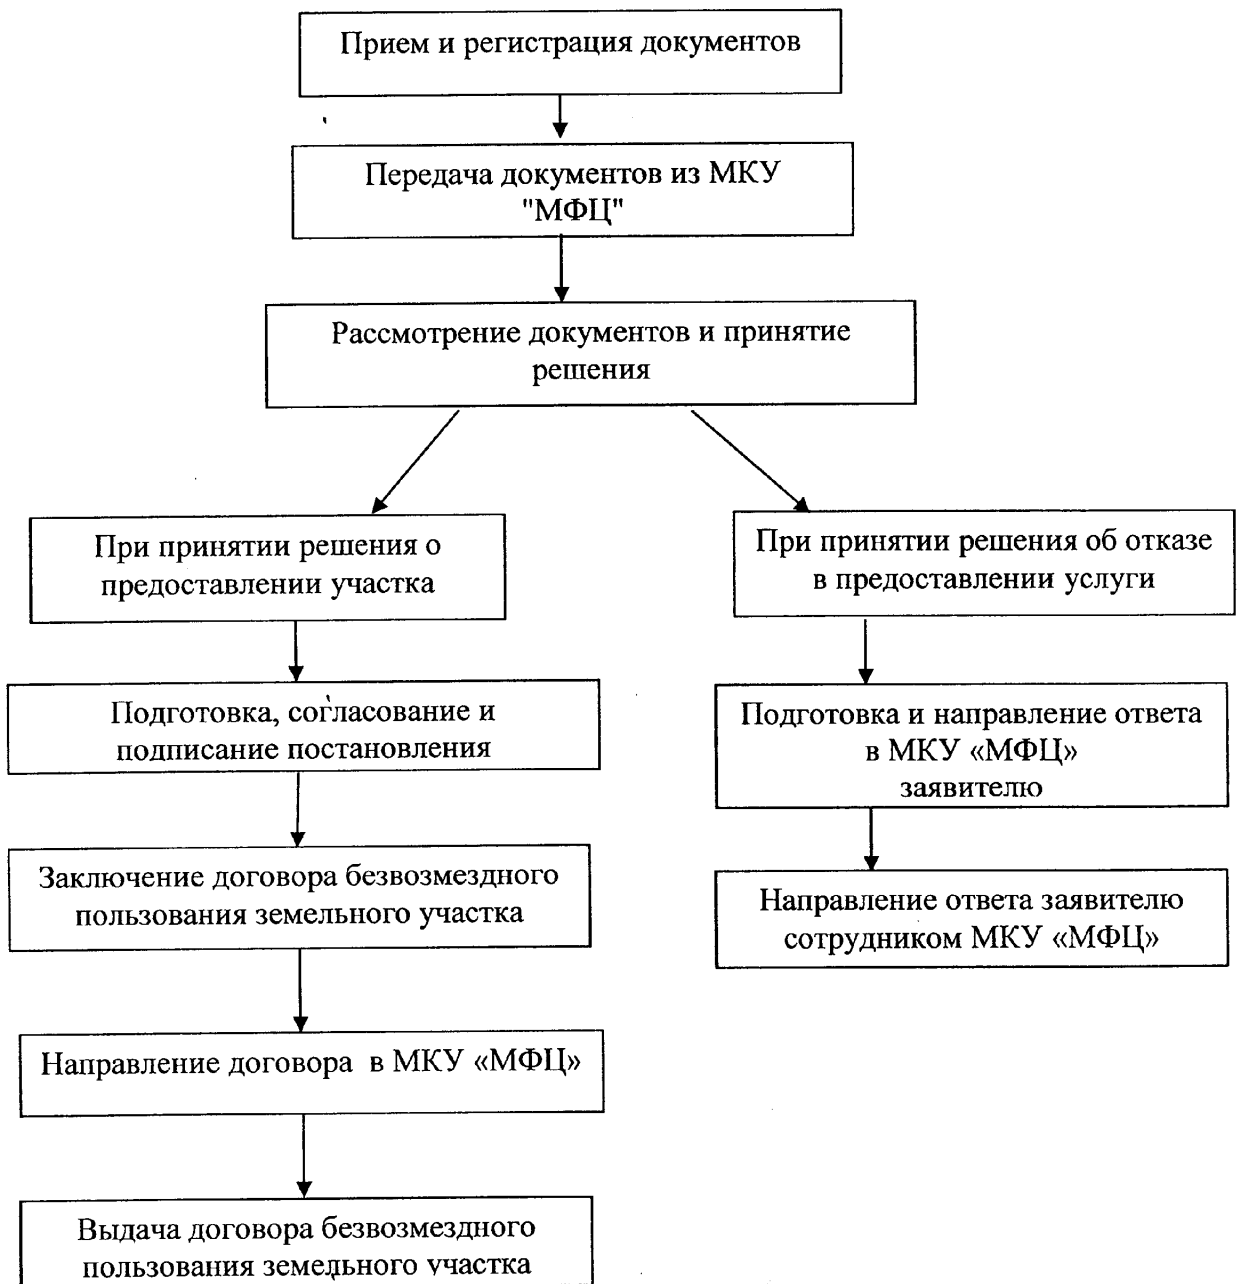 Прием и регистрация документов
Передача документов из МКУ
"МФЦ"
Рассмотрение документов и принятие
решения
При принятии решения о
предоставлении участка
При принятии решения об отказе
в предоставлении услуги
Подготовка, согласование и
подписание постановления
Подготовка и направление ответа
в МКУ «МФЦ»
заявителю
Заключение договора безвозмездного
пользования земельного участка
Направление ответа заявителю
сотрудником МКУ «МФЦ»
Направление договора в МКУ «МФЦ»
Выдача договора безвозмездного
пользования земельного участка